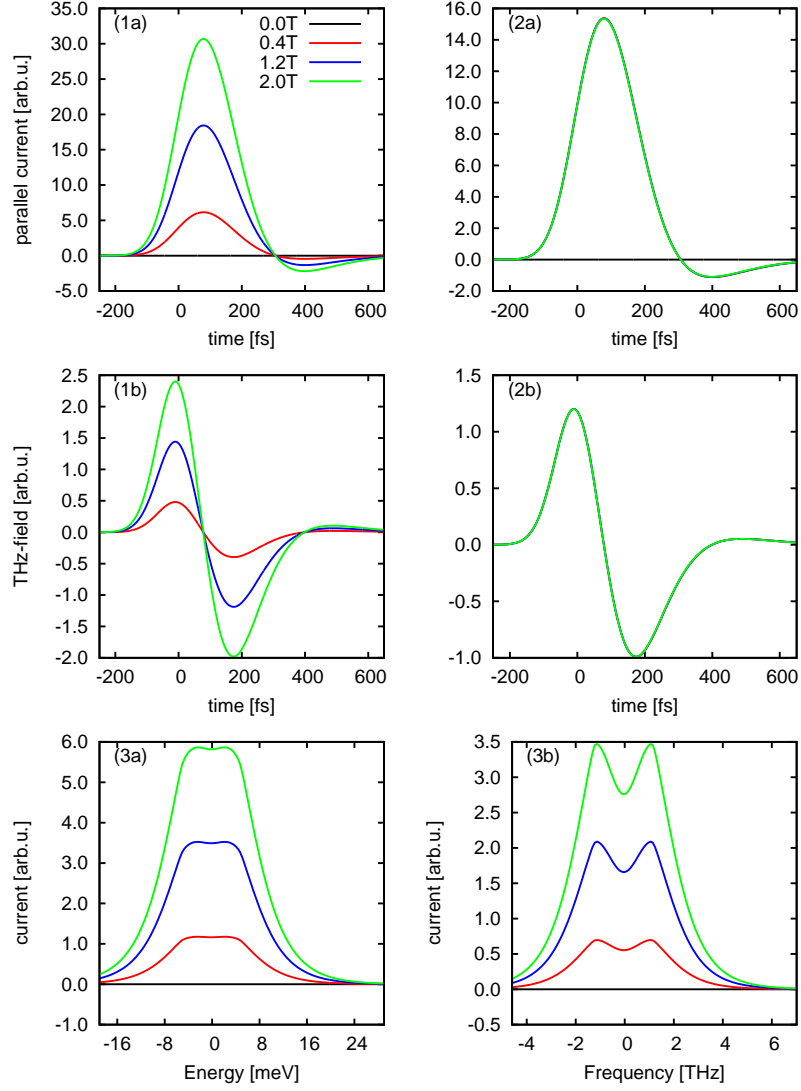 (1a)
0.0T
0.4T
1.2T
2.0T
35.0
30.0
25.0
20.0
15.0
10.0
5.0
0.0
-5.0
parallel current [arb.u.]
-200 0 200 400 600
time [fs]
(2a)
16.0
14.0
12.0
10.0
8.0
6.0
4.0
2.0
0.0
-2.0
-200 0 200 400 600
time [fs]
(1b)
2.5
2.0
1.5
1.0
0.5
0.0
-0.5
-1.0
-1.5
-2.0
THz-field [arb.u.]
-200 0 200 400 600
time [fs]
(2b)
1.5
1.0
0.5
0.0
-0.5
-1.0
-200 0 200 400 600
time [fs]
(3a)
6.0
5.0
4.0
3.0
2.0
1.0
0.0
-1.0
current [arb.u.]
-16 -8 0 8 16 24
Energy [meV]
(3b)
3.5
3.0
2.5
2.0
1.5
1.0
0.5
0.0
-0.5
current [arb.u.]
-4 -2 0 2 4 6
Frequency [THz]